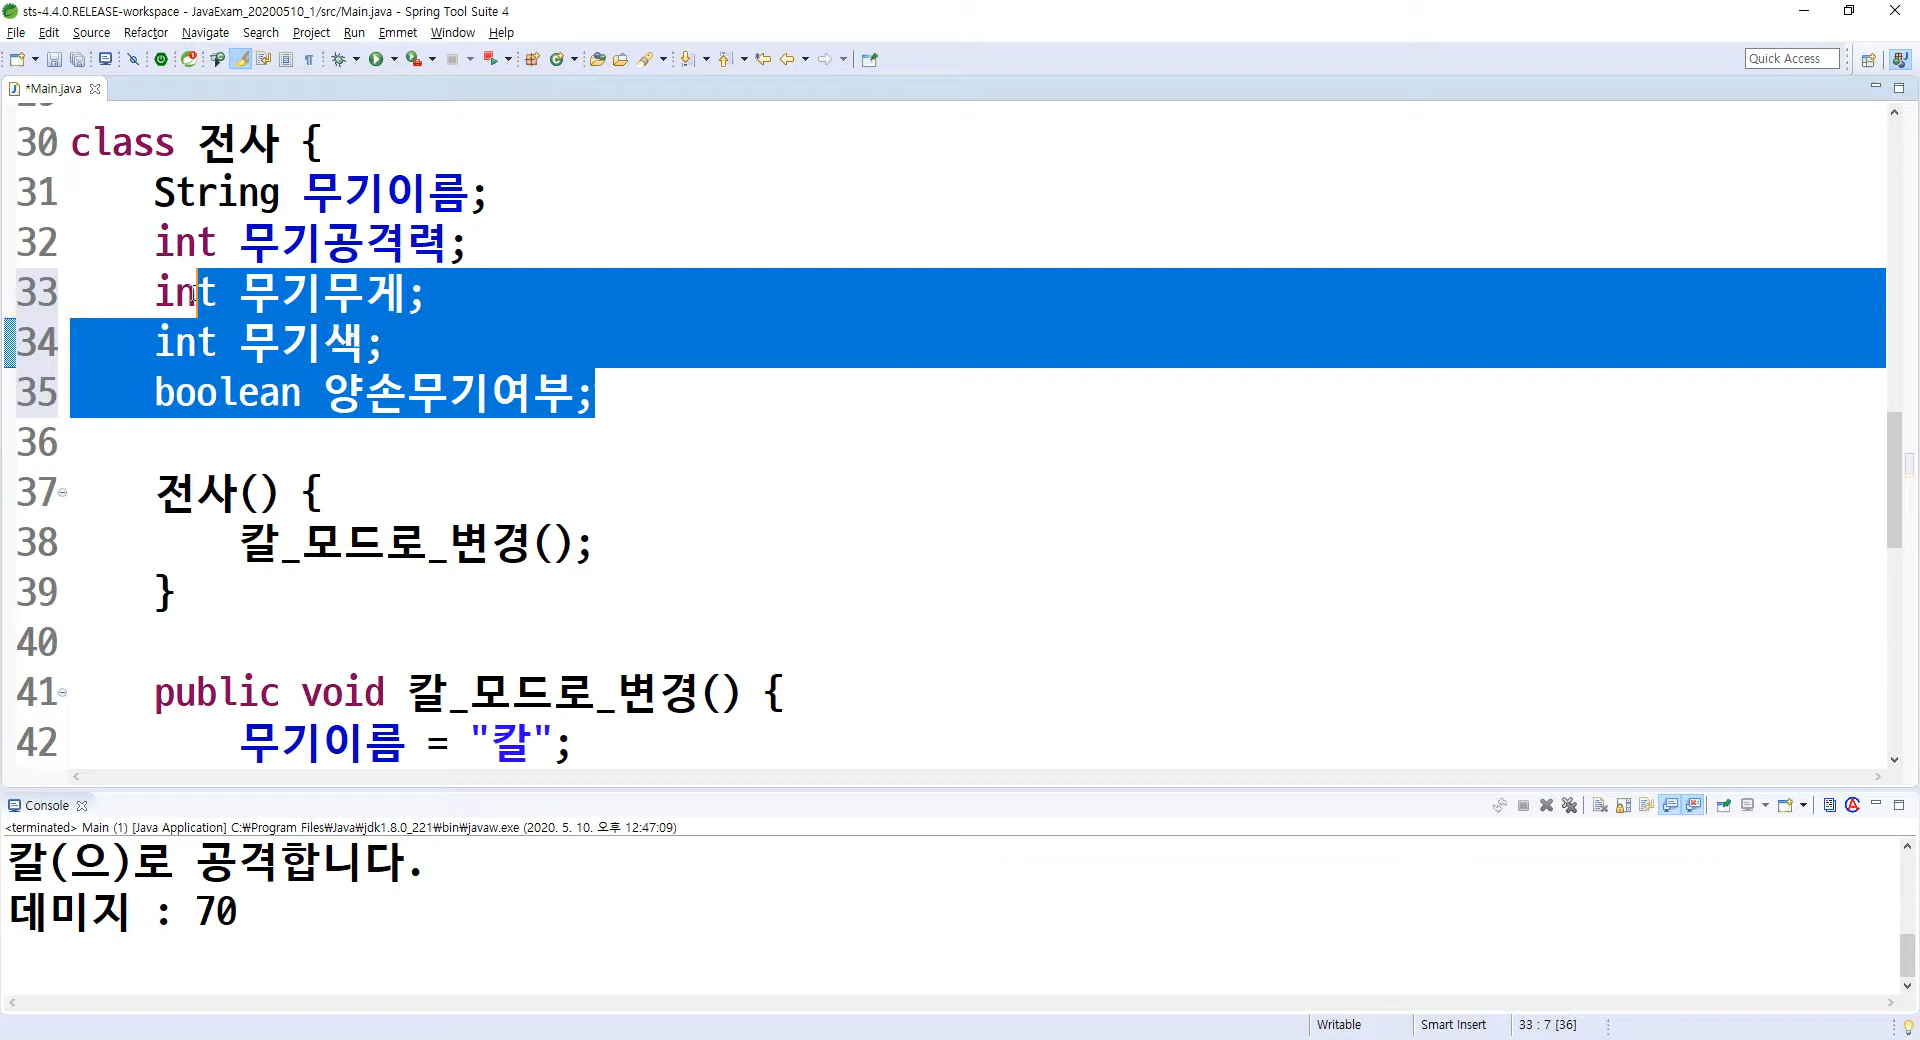 sts-4.4.0.RELEASE-workspace - JavaExam_20200510_1/src/Main.java - Spring Tool Suite 4
File Edit Source Refactor Navigate Search Project Run Emmet Window Help
Quick Access
*Main.java
30 class 전사 {
31 String 무기이름;
32 int 무기공격력;
33 int 무기무게;
34 int 무기색;
35 boolean 양손무기여부;
36
37 전사() {
38 칼_모드로_변경();
39 }
40
41 public void 칼_모드로_변경() {
42 무기이름 = "칼";
Console
<terminated> Main (1) [Java Application] C:₩Program Files₩Java₩jdk1.8.0_221₩bin₩javaw.exe (2020. 5. 10. 오후 12:47:09)
칼(으)로 공격합니다.
데미지 : 70
Writable Smart Insert 33 : 7 [36]